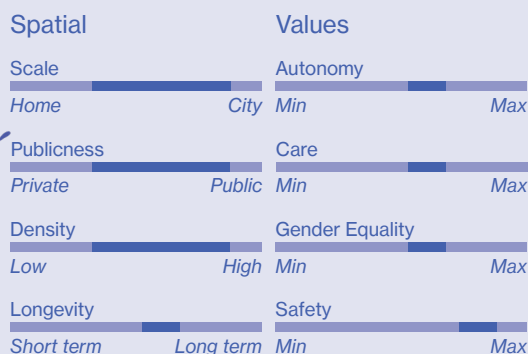 Spatial
Scale
Home City
Publicness
Private Public
Density
Low High
Longevity
Short term Long term
Values
Autonomy
Min Max
Care
Min Max
Gender Equality
Min Max
Safety
Min Max